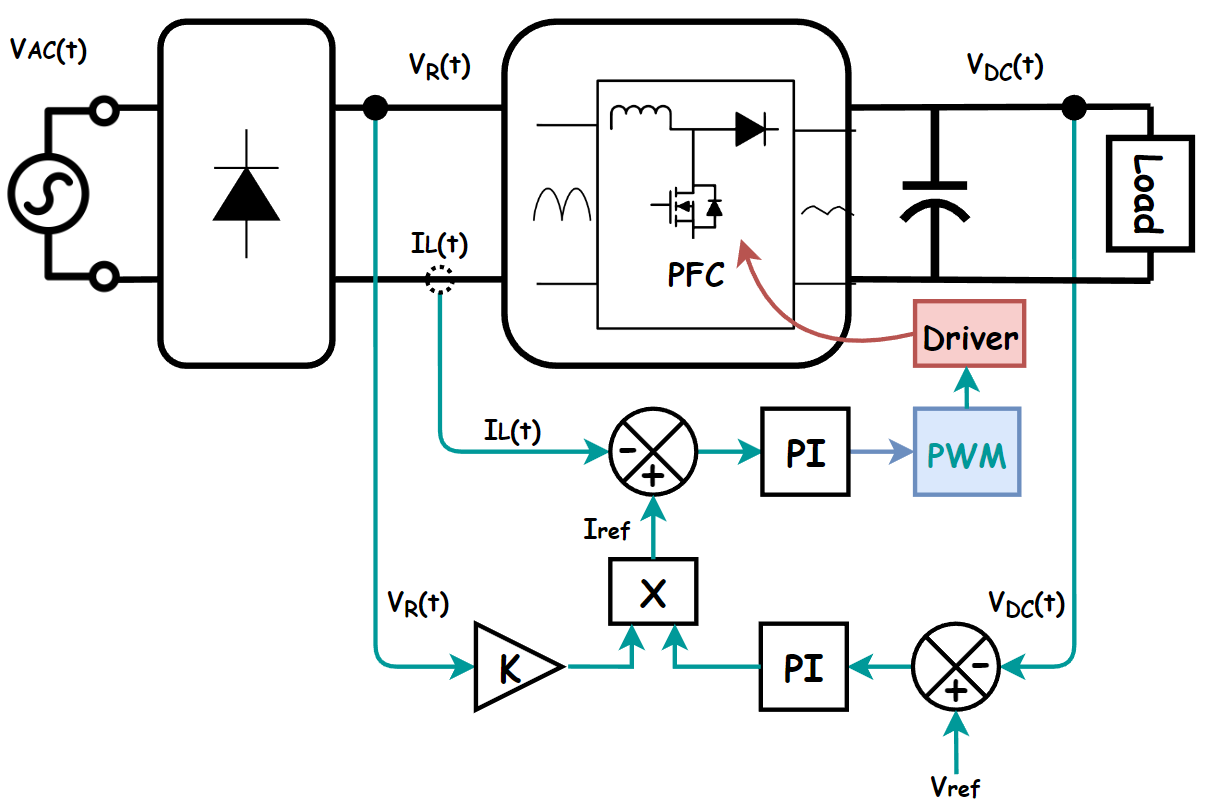 VAC(t)
VR(t)
VDC(t)
Load
IL(t)
PFC
Driver
IL(t)
-
+
PI
PWM
Iref
X
VR(t)
VDC(t)
K
PI
-
+
Vref